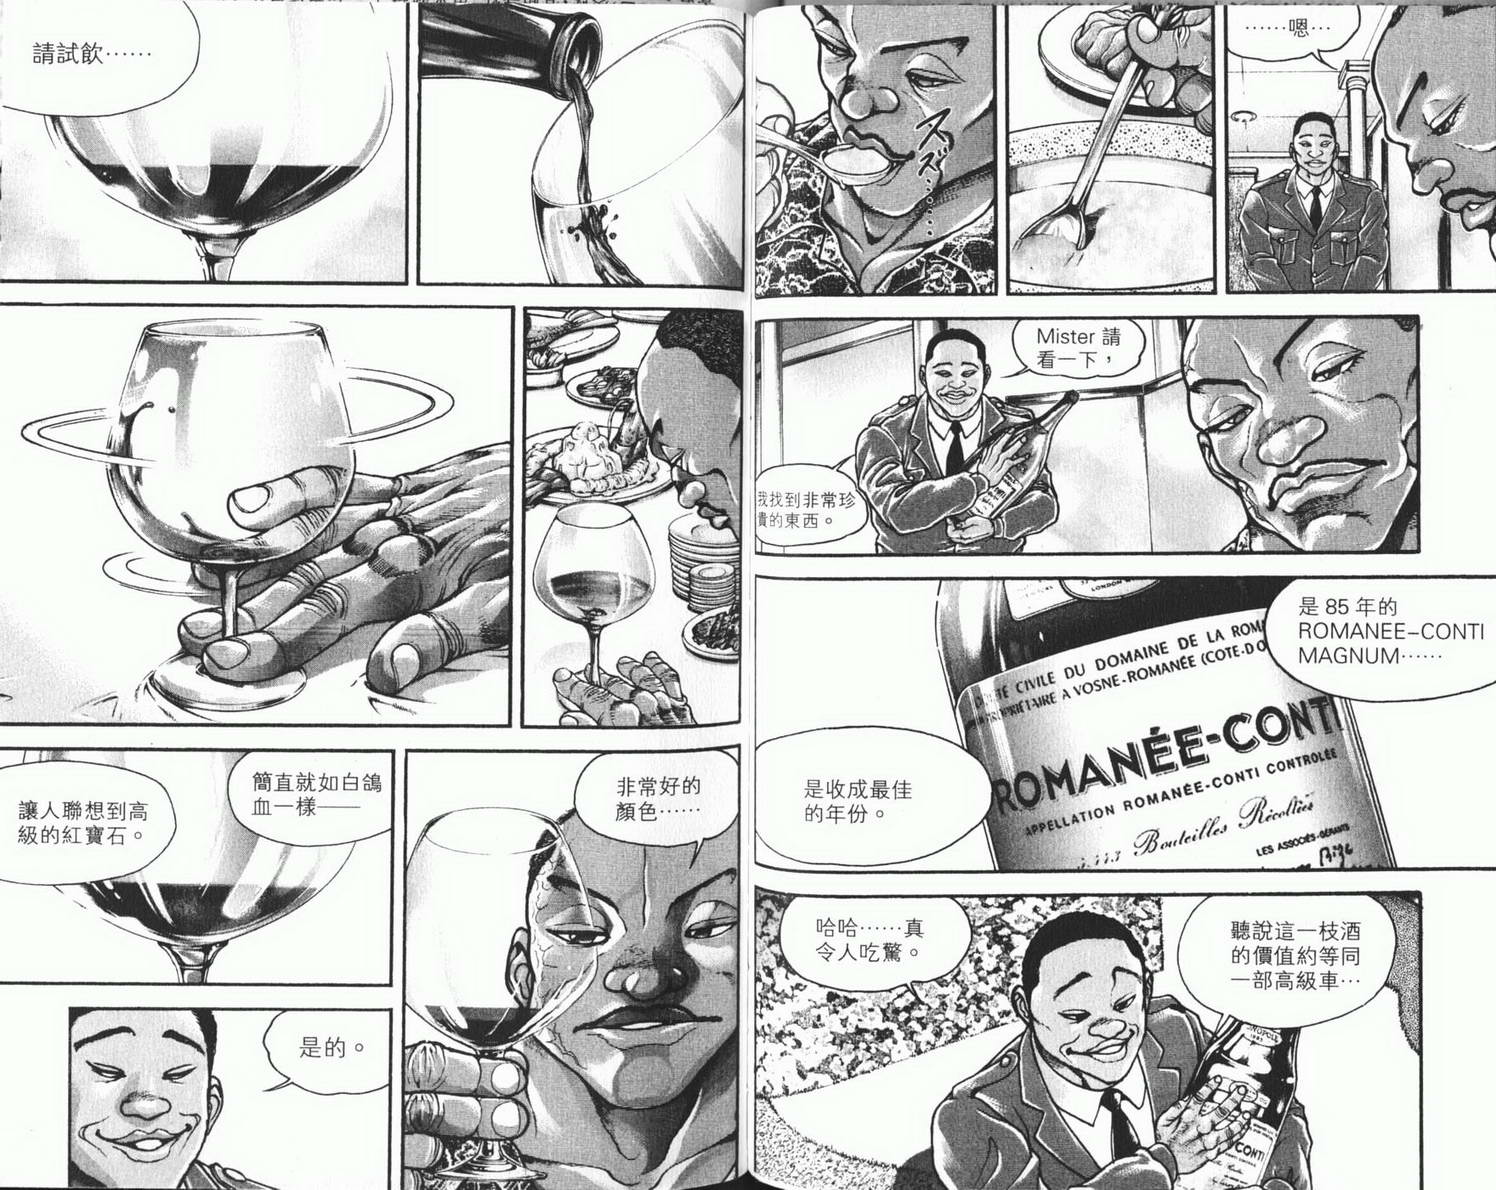 ……嗯…
ズズ……
Mister 請
看一下，
我找到非常珍
貴的東西。
是 85 年的
ROMANEE-CONTI
MAGNUM……
CIVILE DU DOMAINE DE LA
PROPRIÉTAIRE A VOSNE-ROMANÉE
ROMANÉE-CONTI
APPELLATION ROMANÉE-CONTI CONTROLÉE
Bouteilles Récoltées
LES ASSOCIÉS-GÉRANTS
是收成最佳
的年份。
聽說這一枝酒
的價值約等同
一部高級車…
哈哈……真
令人吃驚。
CONTI
請試飲……
非常好的
顏色……
簡直就如白鴿
血一樣——
讓人聯想到高
級的紅寶石。
是的。